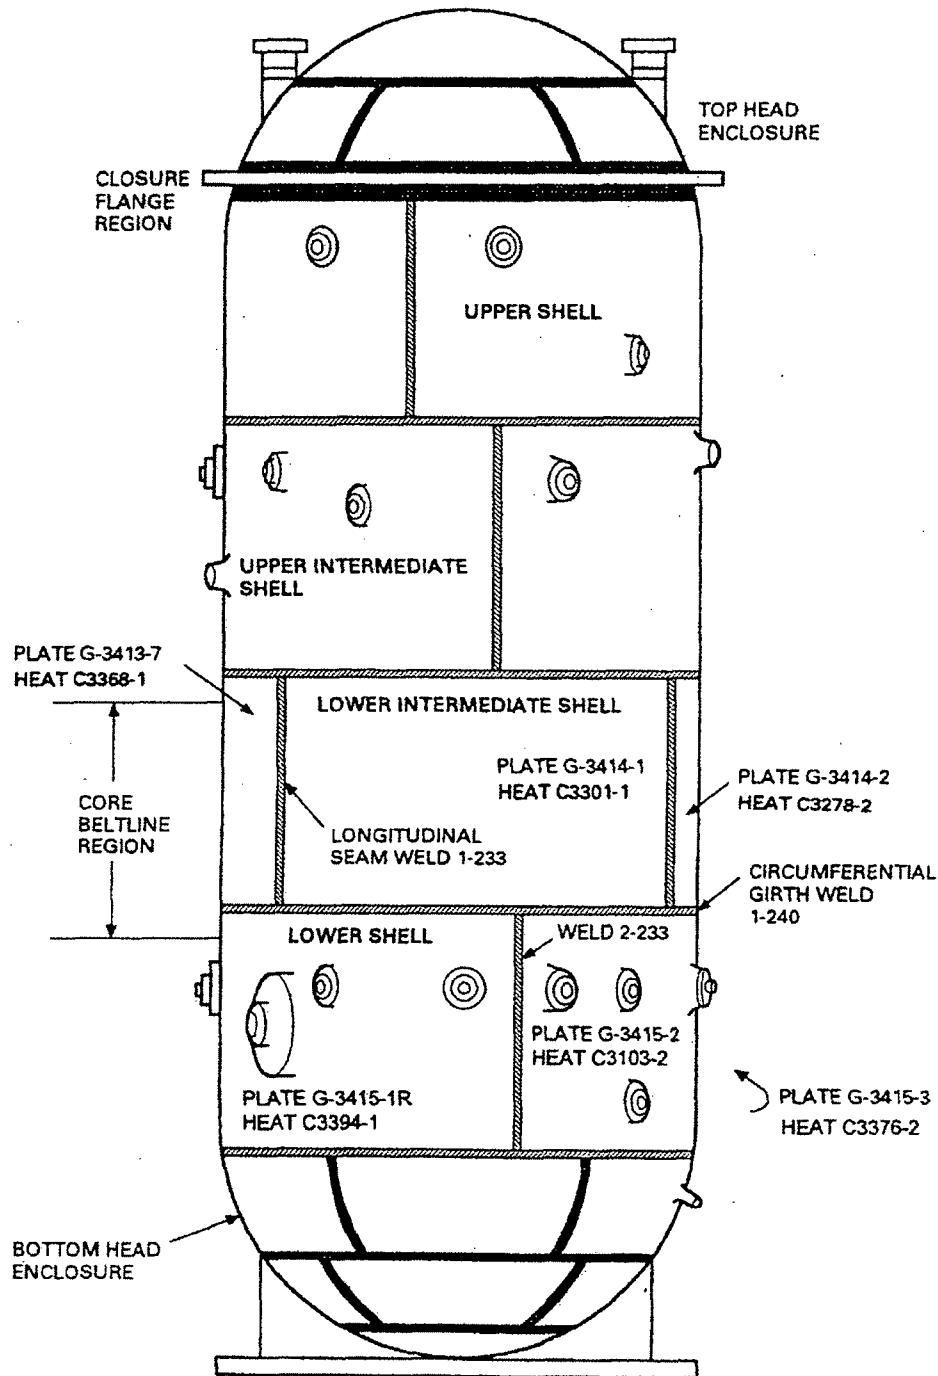 TOP HEAD
ENCLOSURE
CLOSURE
FLANGE
REGION
UPPER SHELL
UPPER INTERMEDIATE
SHELL
PLATE G-3413-7
HEAT C3368-1
LOWER INTERMEDIATE SHELL
PLATE G-3414-1
HEAT C3301-1
PLATE G-3414-2
HEAT C3278-2
CORE
BELTLINE
REGION
LONGITUDINAL
SEAM WELD 1-233
CIRCUMFERENTIAL
GIRTH WELD
1-240
LOWER SHELL
WELD 2-233
PLATE G-3415-2
HEAT C3103-2
PLATE G-3415-1R
HEAT C3394-1
PLATE G-3415-3
HEAT C3376-2
BOTTOM HEAD
ENCLOSURE